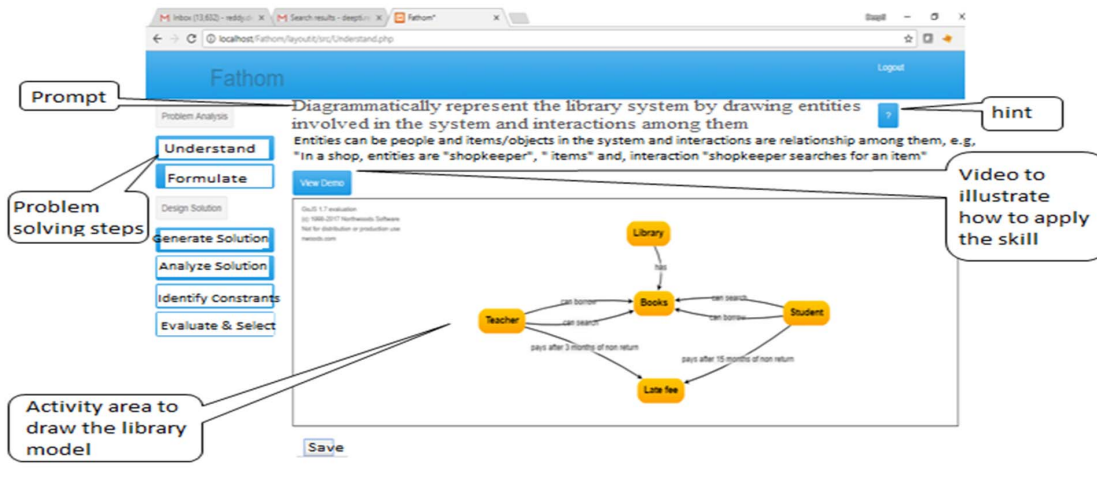 Inbox (13,632) - reddy.d
Search results - deepti.r
Fathom*
localhost/Fathom/layoutit/src/Understand.php
Fathom
Logout
Prompt
Diagrammatically represent the library system by drawing entities
involved in the system and interactions among them
?
hint
Problem Analysis
Entities can be people and items/objects in the system and interactions are relationship among them, e.g,
"In a shop, entities are "shopkeeper", " items" and, interaction "shopkeeper searches for an item"
Understand
Formulate
View Demo
Video to
illustrate
how to apply
the skill
Problem
solving steps
Design Solution
Generate Solution
Analyze Solution
Identify Constrants
Evaluate & Select
GoJS 1.7 evaluation
(c) 1998-2017 Northwoods Software
Not for distribution or production use
nwoods.com
Library
has
Books
can borrow
can search
can search
can borrow
Teacher
Student
pays after 3 months of non return
pays after 15 months of non return
Late fee
Activity area to
draw the library
model
Save